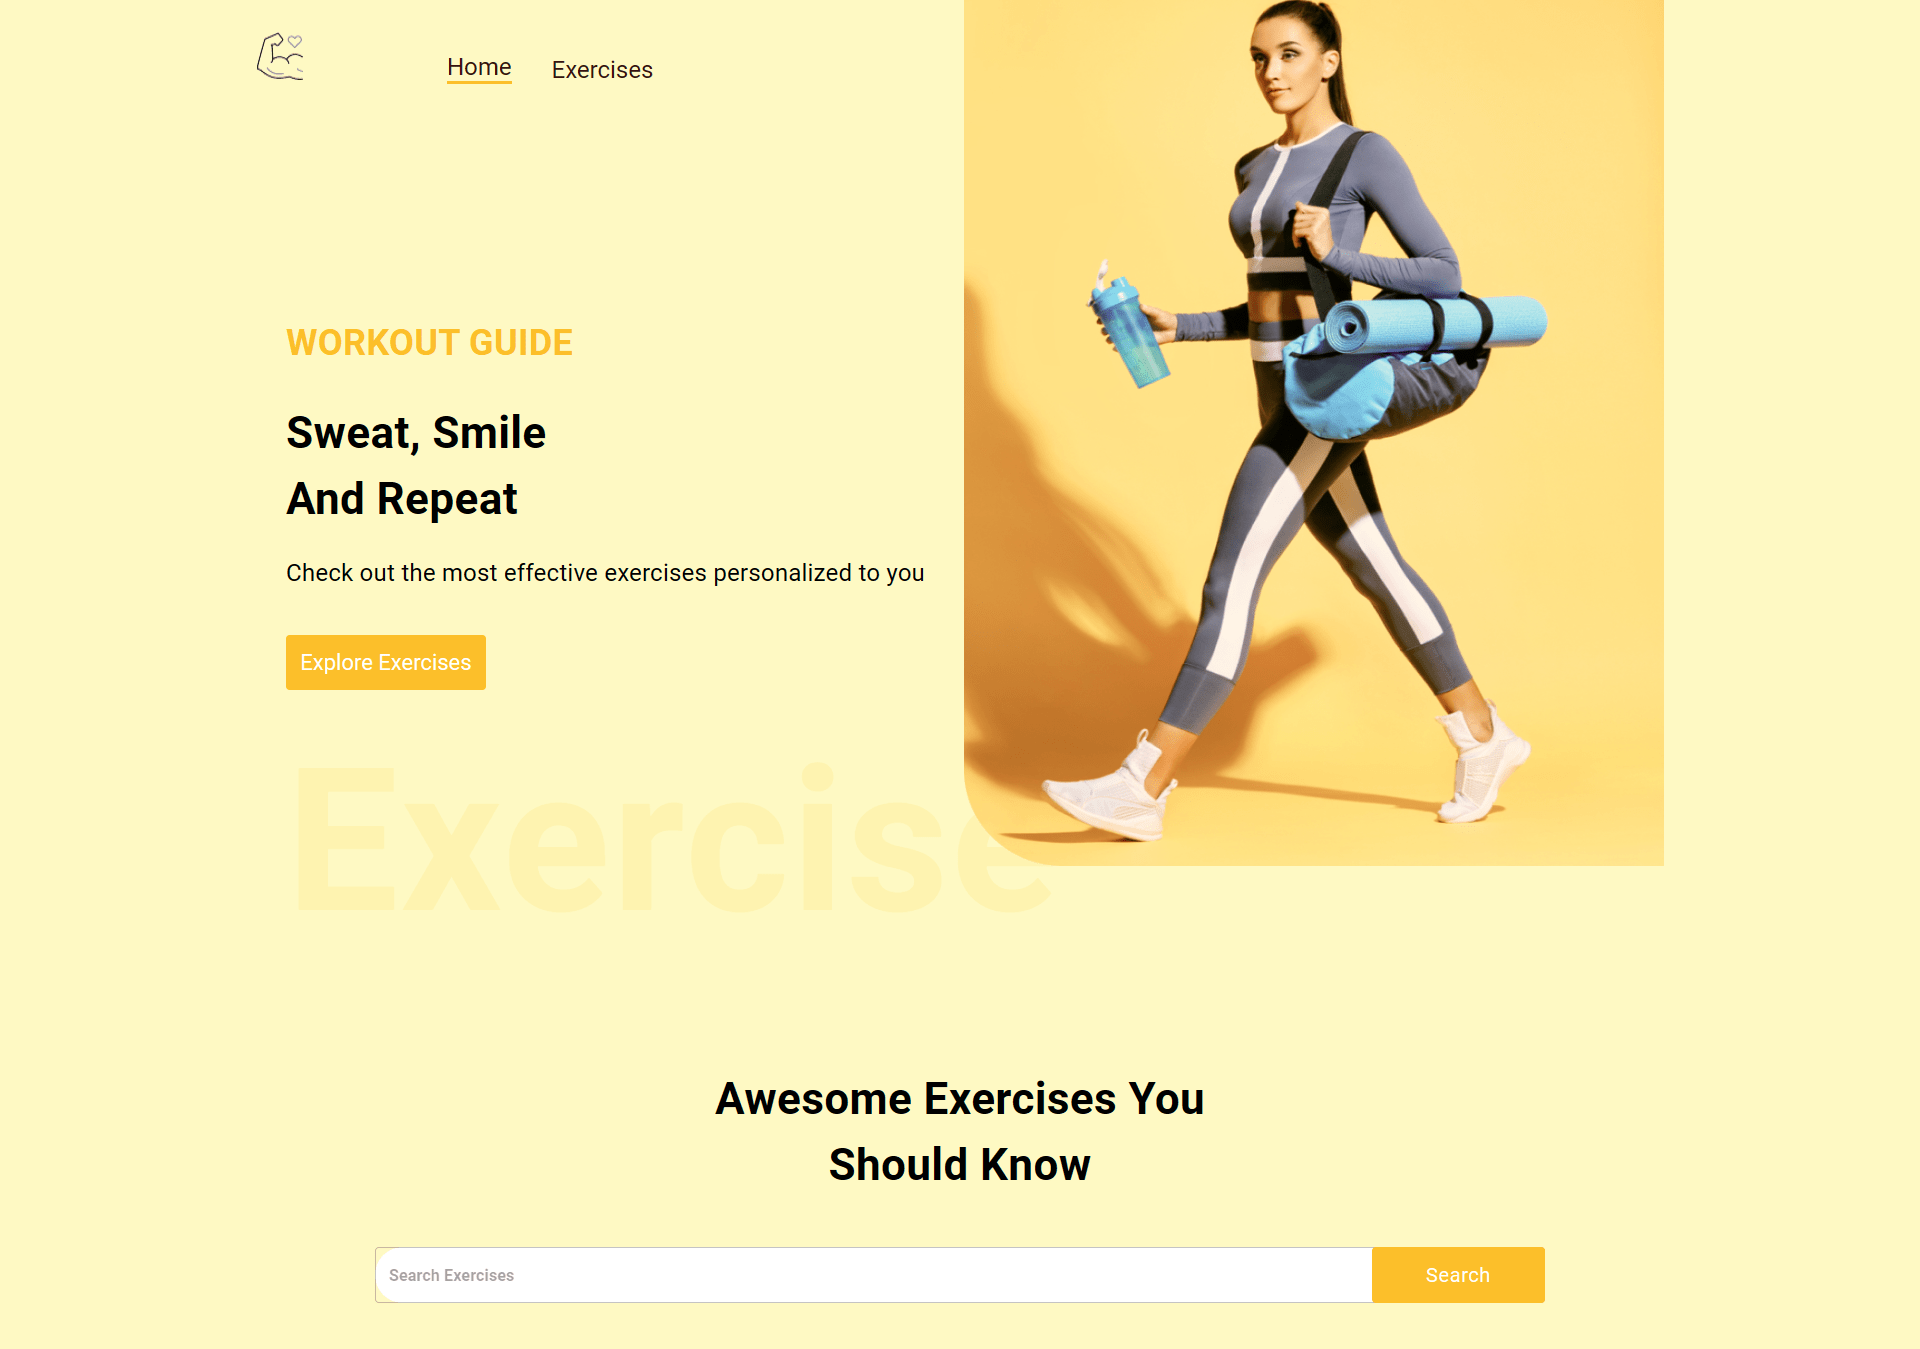 Home
Exercises
WORKOUT GUIDE
Sweat, Smile
And Repeat
Check out the most effective exercises personalized to you
Explore Exercises
Exercise
Awesome Exercises You
Should Know
Search Exercises
Search